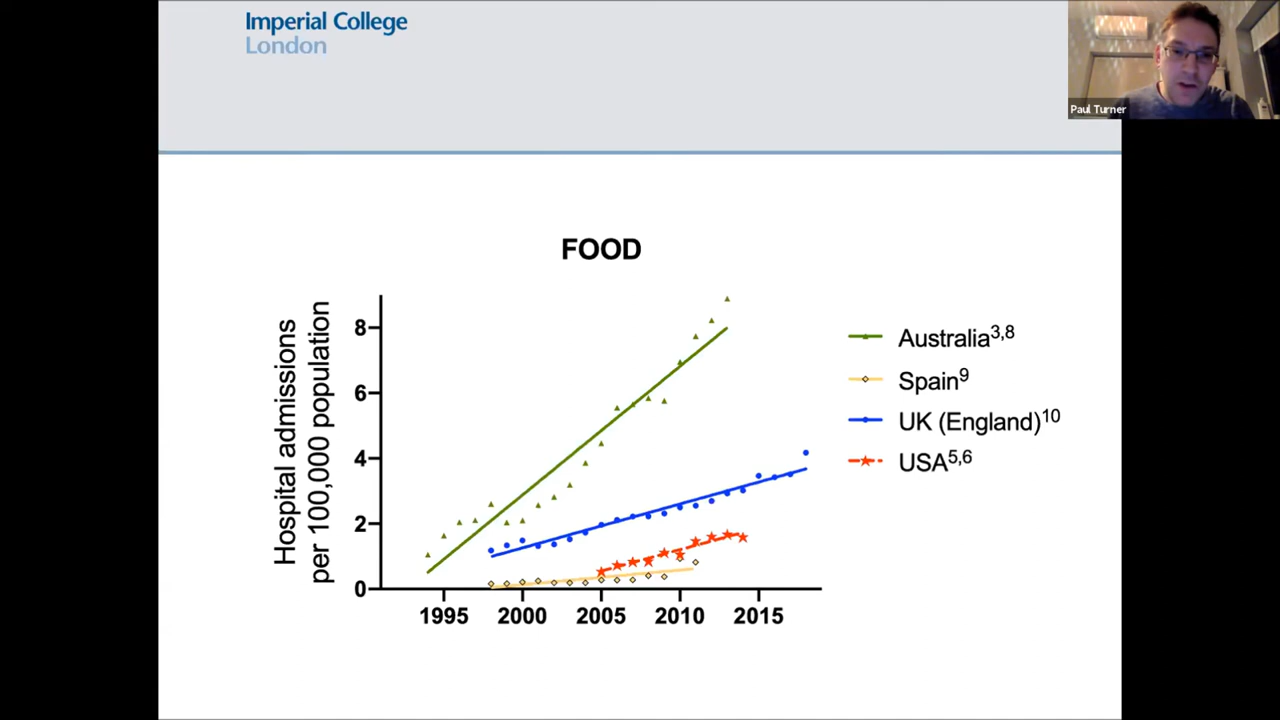 Imperial College
London
Paul Turner
FOOD
Hospital admissions
per 100,000 population
8
6
4
2
0
1995 2000 2005 2010 2015
Australia3,8
Spain9
UK (England)10
USA5,6